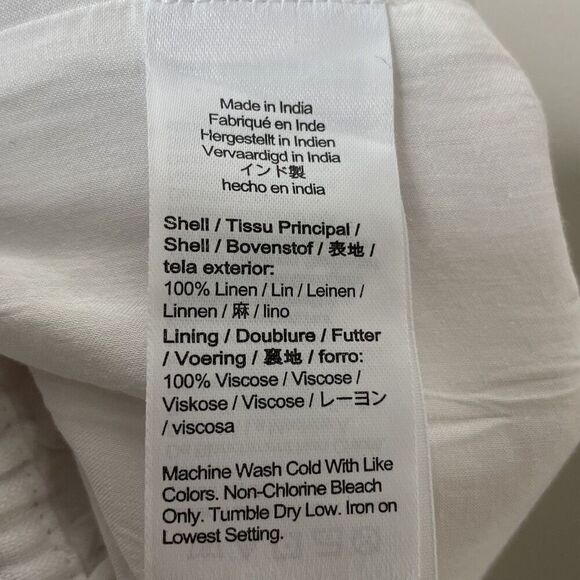 Made in India
Fabriqué en Inde
Hergestellt in Indien
Vervaardigd in India
インド製
hecho en india
Shell / Tissu Principal /
Shell / Bovenstof / 表地 /
tela exterior:
100% Linen / Lin / Leinen /
Linnen / 麻 / lino
Lining / Doublure / Futter
/ Voering / 裏地 / forro:
100% Viscose / Viscose /
Viskose / Viscose / レーヨン
/ viscosa
Machine Wash Cold With Like
Colors. Non-Chlorine Bleach
Only. Tumble Dry Low. Iron on
Lowest Setting.